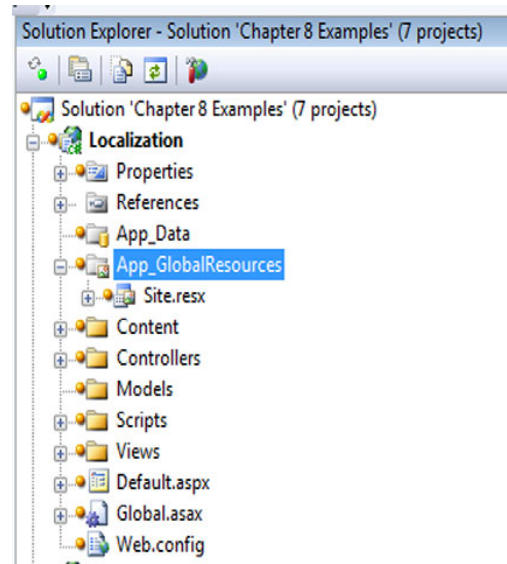 Solution Explorer - Solution 'Chapter 8 Examples' (7 projects)
Solution 'Chapter 8 Examples' (7 projects)
Localization
Properties
References
App_Data
App_GlobalResources
Site.resx
Content
Controllers
Models
Scripts
Views
Default.aspx
Global.asax
Web.config